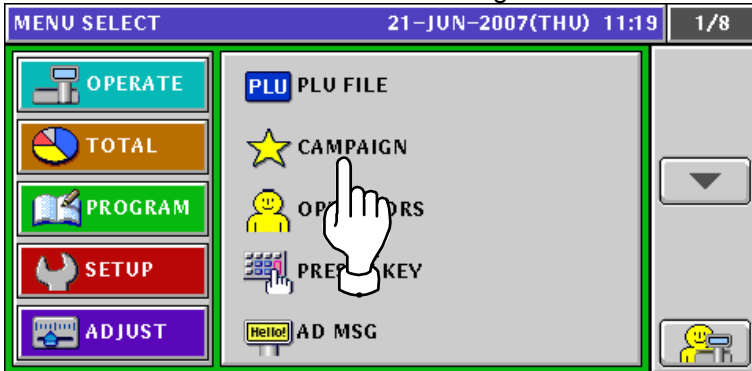 MENU SELECT 21-JUN-2007(THU) 11:19 1/8
OPERATE
TOTAL
PROGRAM
SETUP
ADJUST
PLU PLU FILE
CAMPAIGN
KEY
Hello! AD MSG